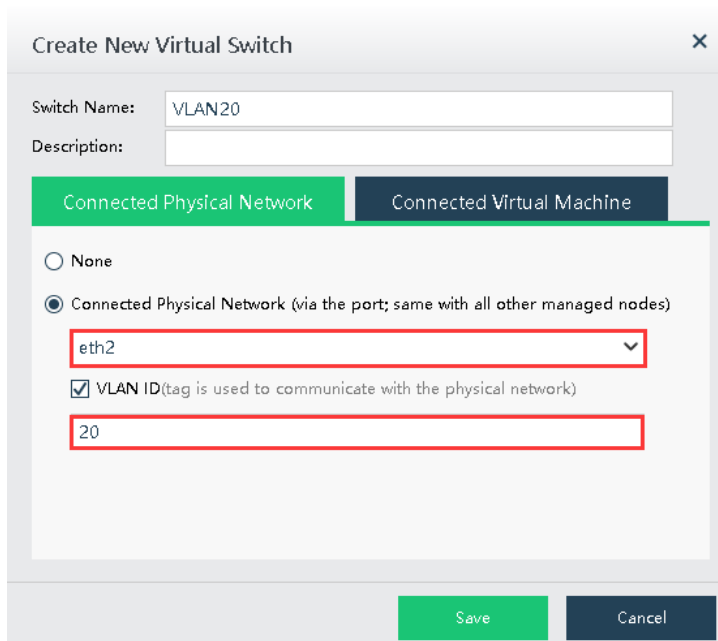 Create New Virtual Switch
Switch Name: VLAN20
Description:
Connected Physical Network Connected Virtual Machine
None
Connected Physical Network (via the port; same with all other managed nodes)
eth2
VLAN ID(tag is used to communicate with the physical network)
20
Save Cancel